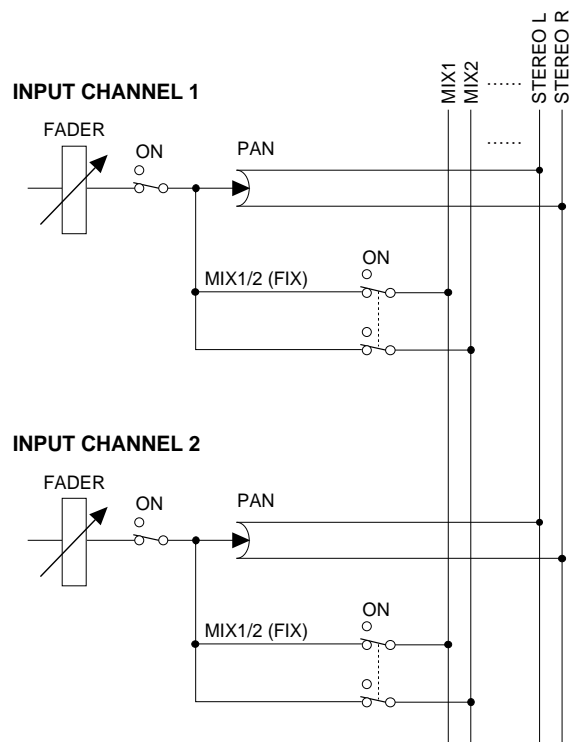 MIX1
MIX2
......
STEREO L
STEREO R
......
INPUT CHANNEL 1
FADER
ON
PAN
ON
MIX1/2 (FIX)
INPUT CHANNEL 2
FADER
ON
PAN
ON
MIX1/2 (FIX)